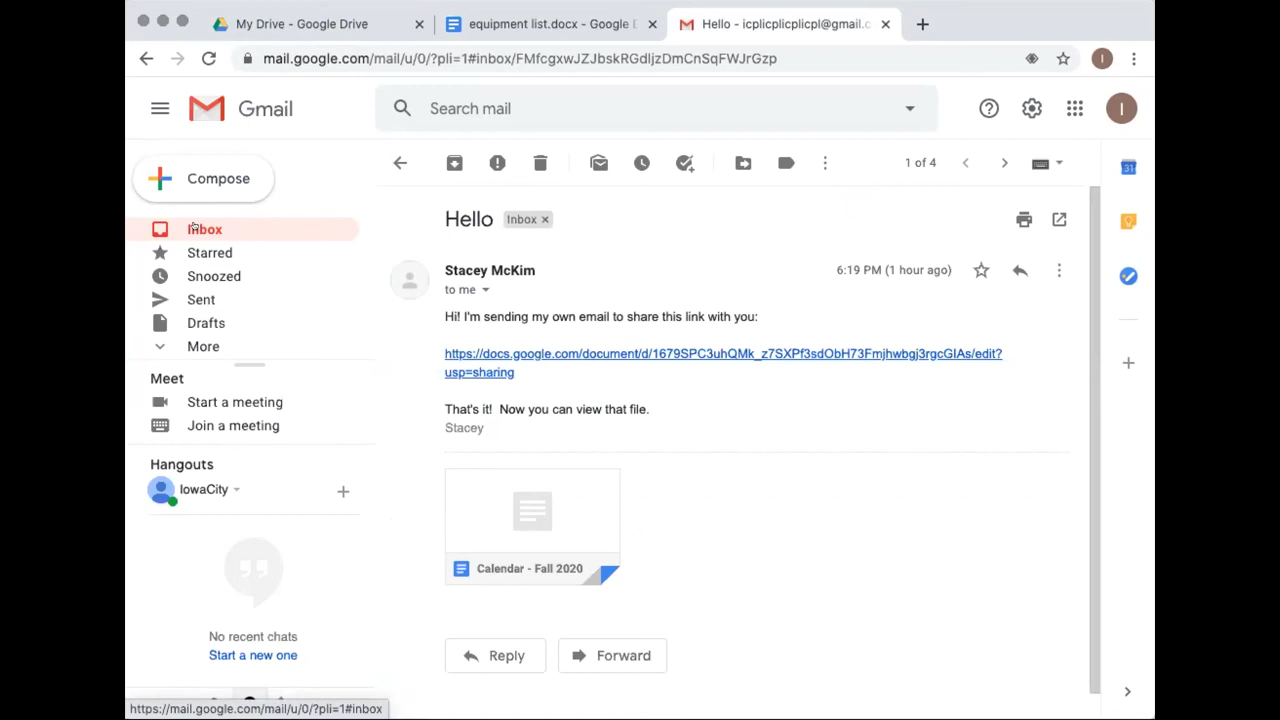 My Drive - Google Drive
equipment list.docx - Google D
Hello - icplicplicplicpl@gmail.c
mail.google.com/mail/u/0/?pli=1#inbox/FMfcgxwJZJbskRGdljzDmCnSqFWJrGzp
I
Gmail
Search mail
I
Compose
1 of 4
31
Inbox
Starred
Snoozed
Sent
Drafts
More
Meet
Start a meeting
Join a meeting
Hangouts
IowaCity
No recent chats
Start a new one
Hello
Inbox x
Stacey McKim
6:19 PM (1 hour ago)
to me
Hi! I'm sending my own email to share this link with you:
https://docs.google.com/document/d/1679SPC3uhQMk_z7SXPf3sdObH73Fmjhwbgj3rgcGIAs/edit?
usp=sharing
That's it!  Now you can view that file.
Stacey
Calendar - Fall 2020
Reply
Forward
https://mail.google.com/mail/u/0/?pli=1#inbox